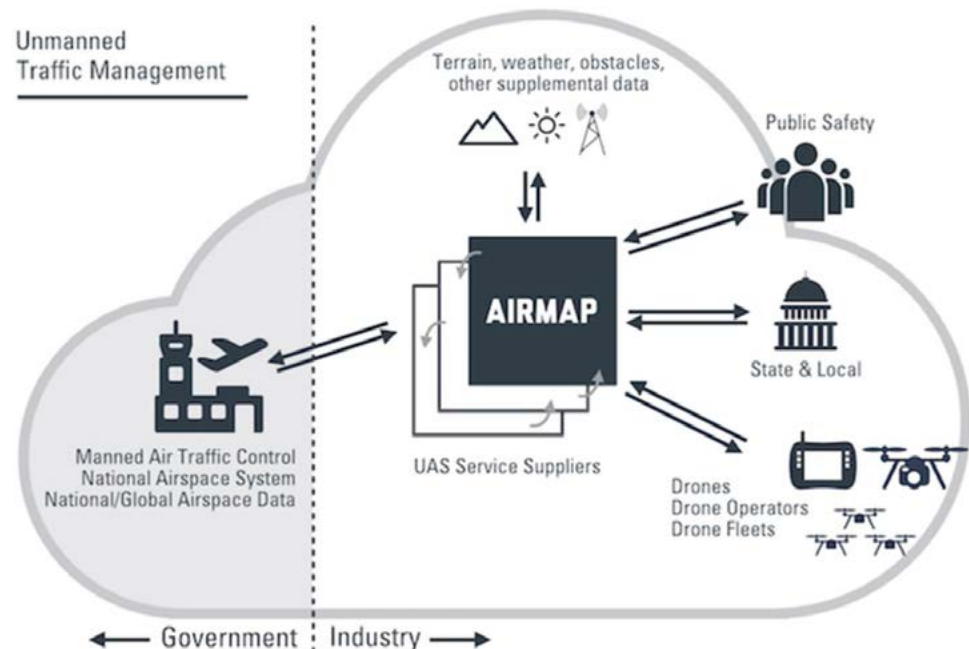 Unmanned
Traffic Management
Terrain, weather, obstacles,
other supplemental data
Public Safety
AIRMAP
State & Local
Manned Air Traffic Control
National Airspace System
National/Global Airspace Data
UAS Service Suppliers
Drones
Drone Operators
Drone Fleets
Government
Industry